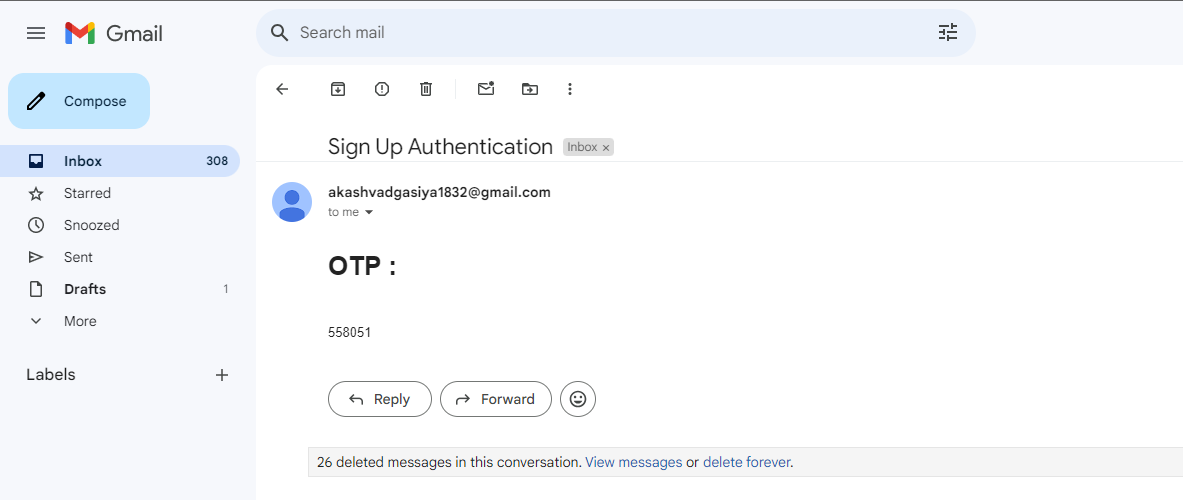 Gmail
Search mail
Compose
Inbox 308
Starred
Snoozed
Sent
Drafts 1
More
Labels
Sign Up Authentication Inbox ×
akashvadgasiya1832@gmail.com
to me
OTP :
558051
Reply Forward
26 deleted messages in this conversation. View messages or delete forever.